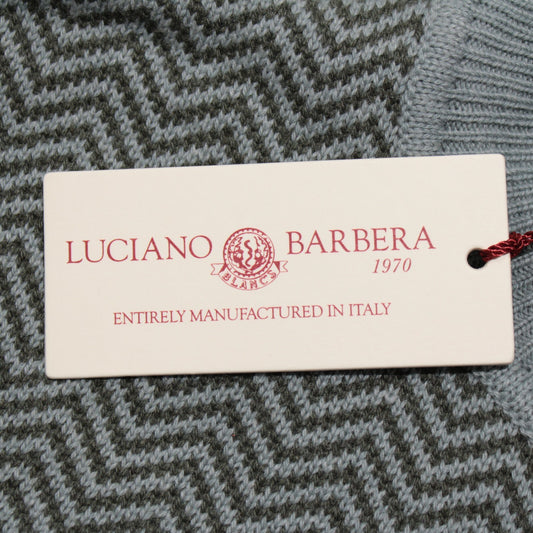 LUCIANO BARBERA
1970
BLANCS
ENTIRELY MANUFACTURED IN ITALY